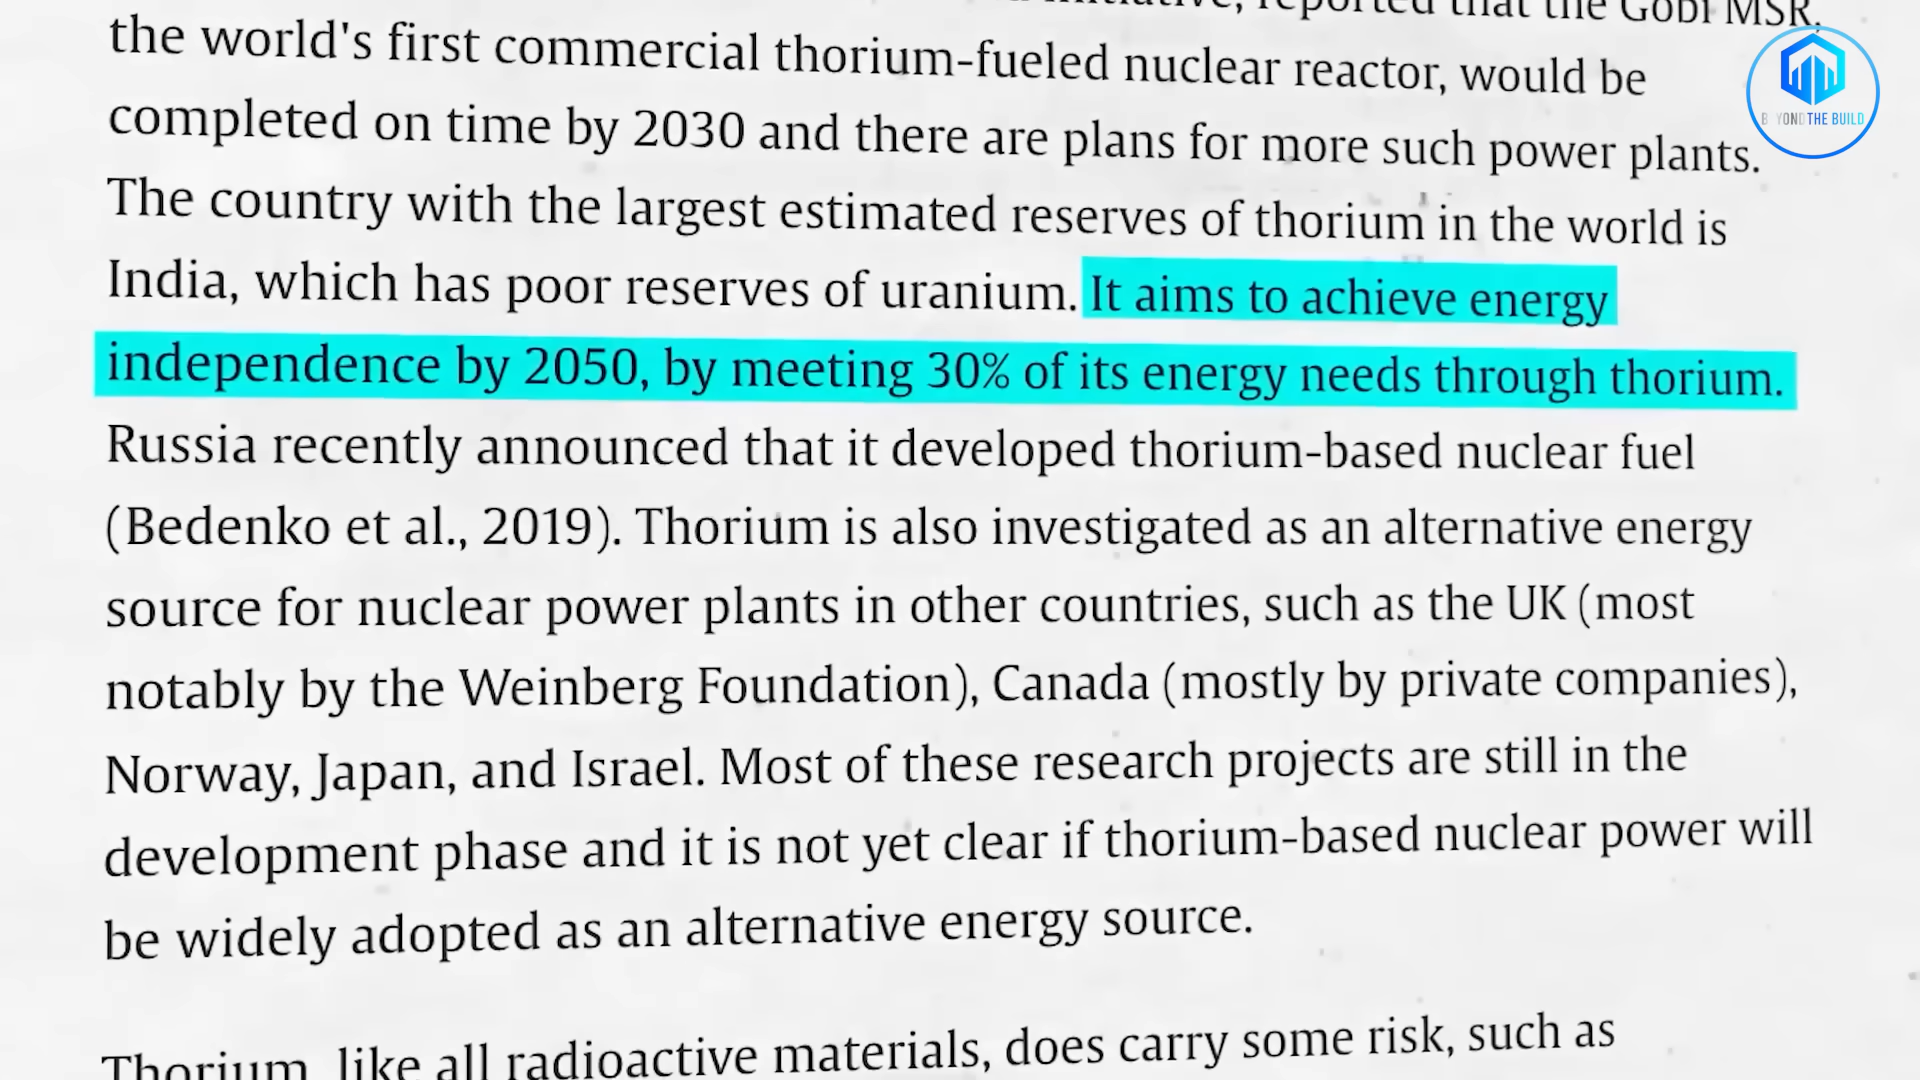 reported that the Gobi MSR,
the world's first commercial thorium-fueled nuclear reactor, would be
completed on time by 2030 and there are plans for more such power plants.
The country with the largest estimated reserves of thorium in the world is
India, which has poor reserves of uranium. It aims to achieve energy
independence by 2050, by meeting 30% of its energy needs through thorium.
Russia recently announced that it developed thorium-based nuclear fuel
(Bedenko et al., 2019). Thorium is also investigated as an alternative energy
source for nuclear power plants in other countries, such as the UK (most
notably by the Weinberg Foundation), Canada (mostly by private companies),
Norway, Japan, and Israel. Most of these research projects are still in the
development phase and it is not yet clear if thorium-based nuclear power will
be widely adopted as an alternative energy source.
Thorium, like all radioactive materials, does carry some risk, such as
THE BUILD